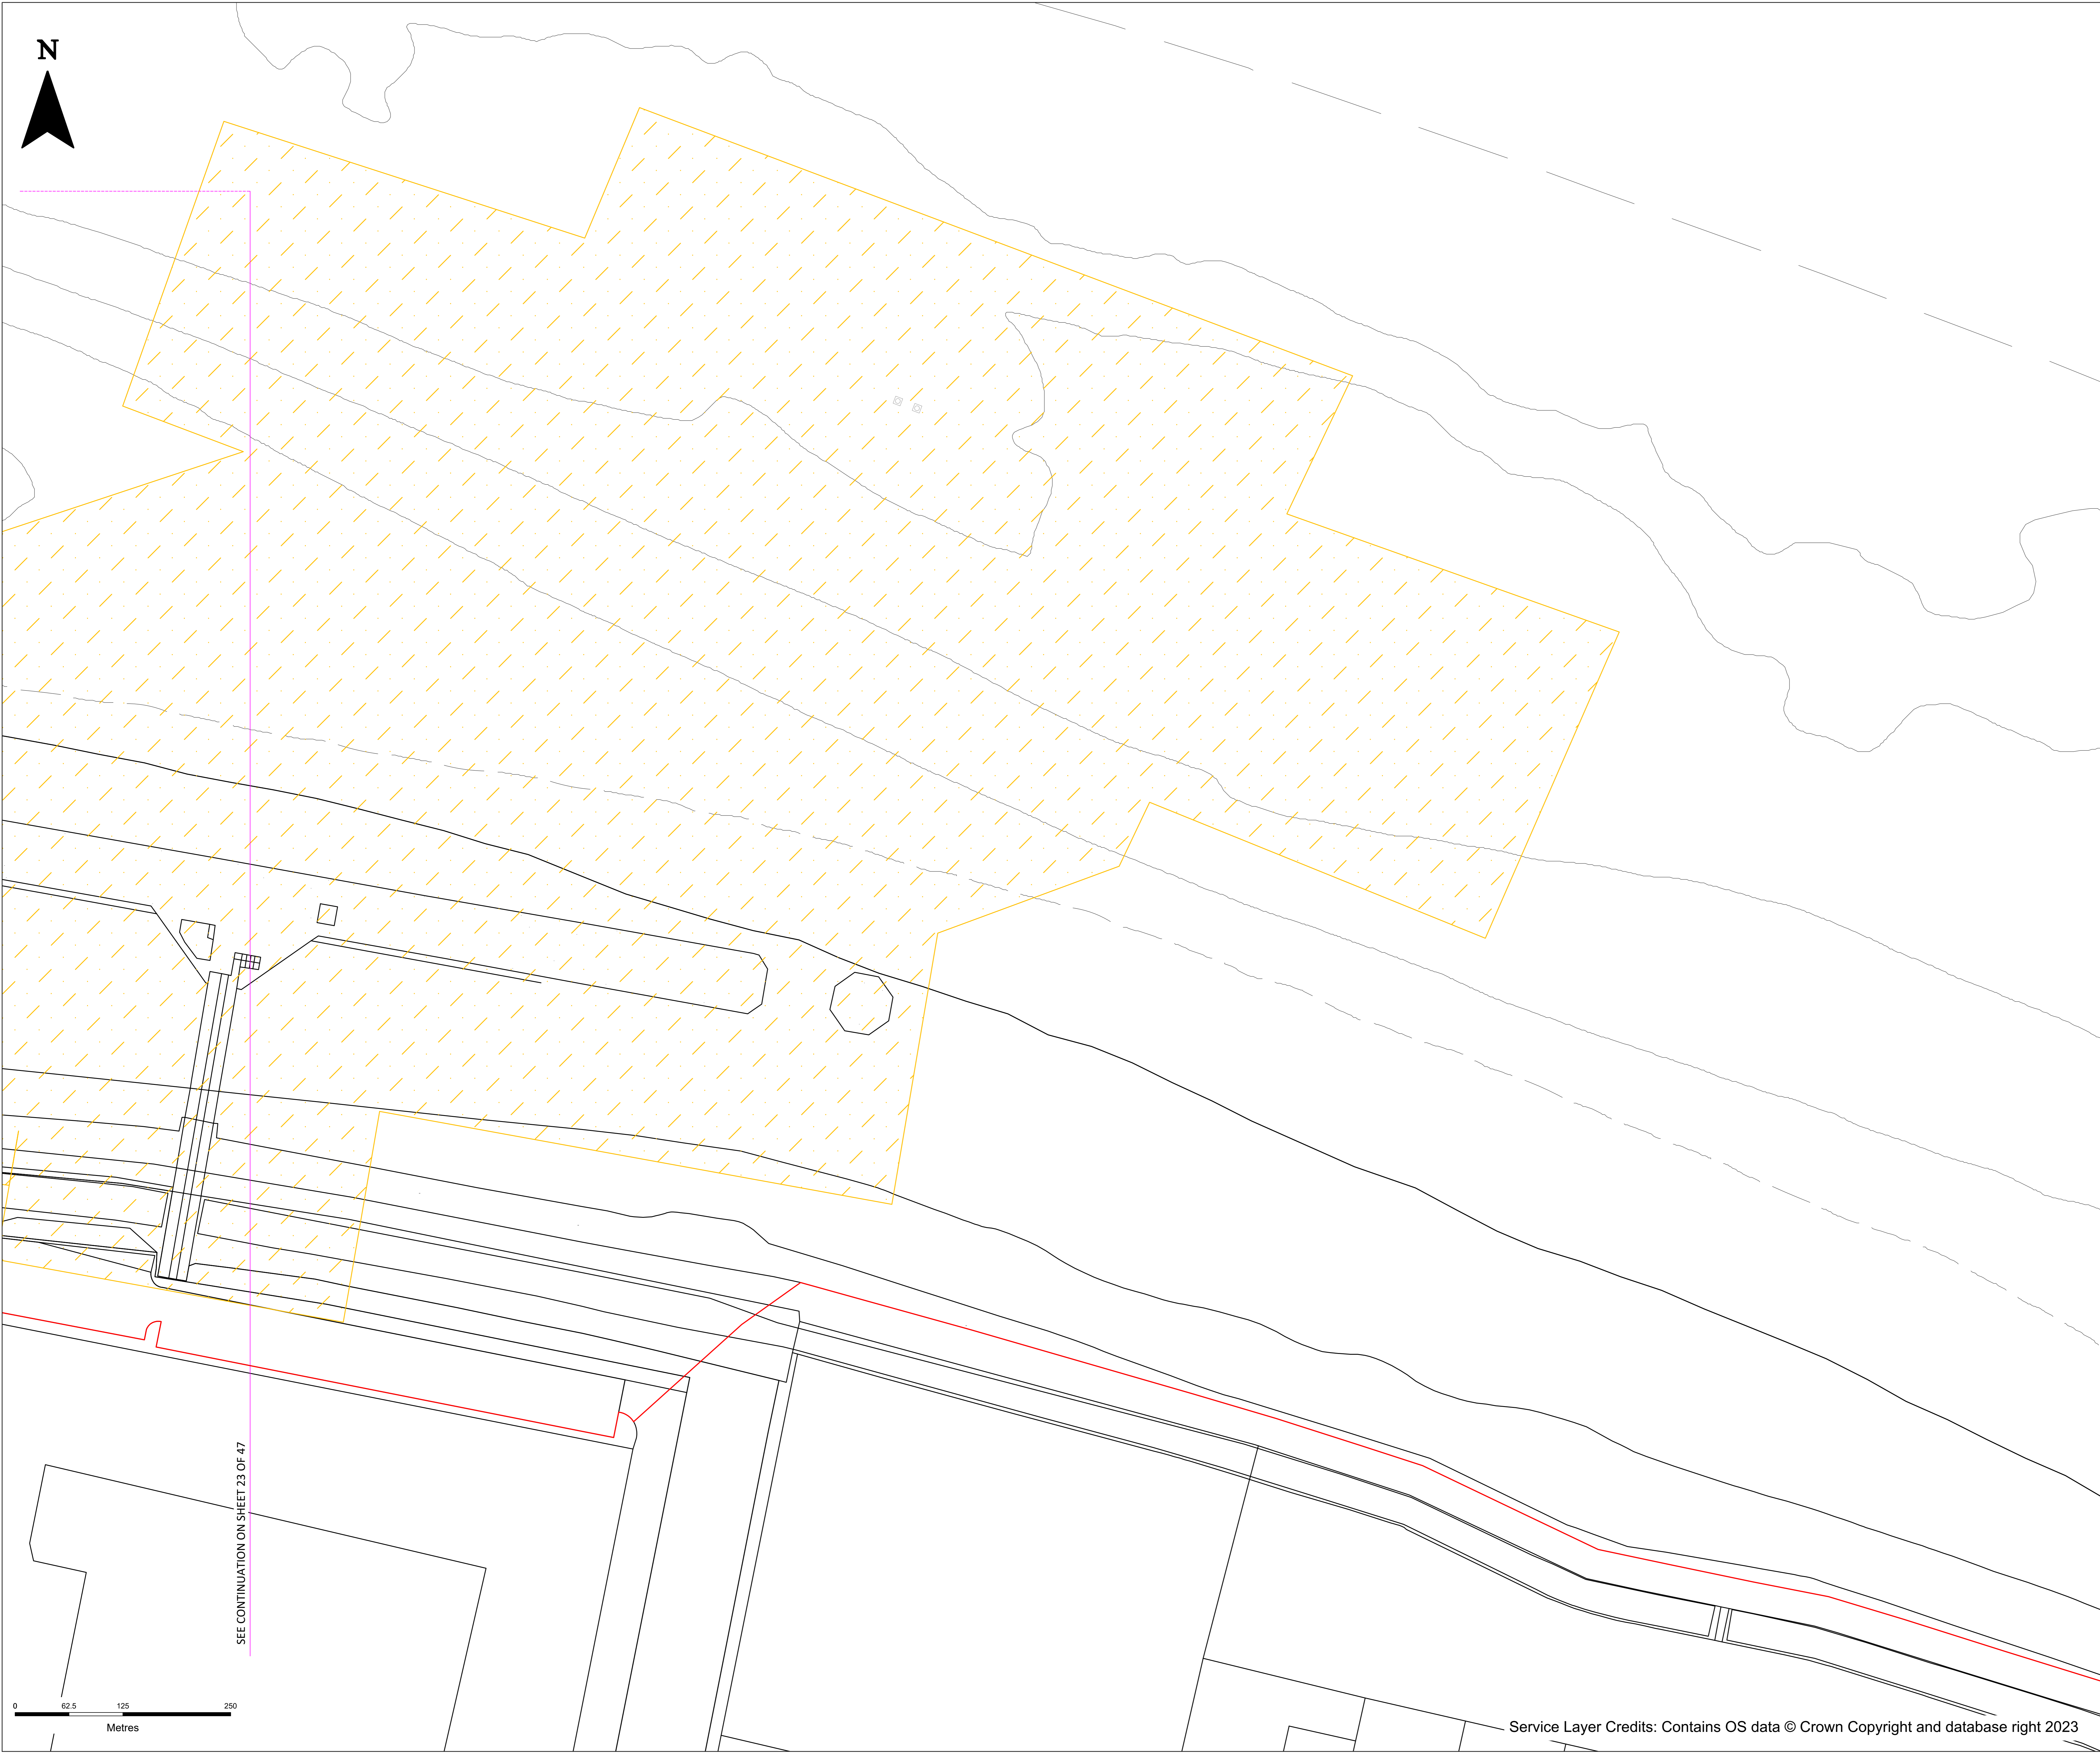 N
SEE CONTINUATION ON SHEET 23 OF 47
0 62.5 125 250
Metres
Service Layer Credits: Contains OS data © Crown Copyright and database right 2023